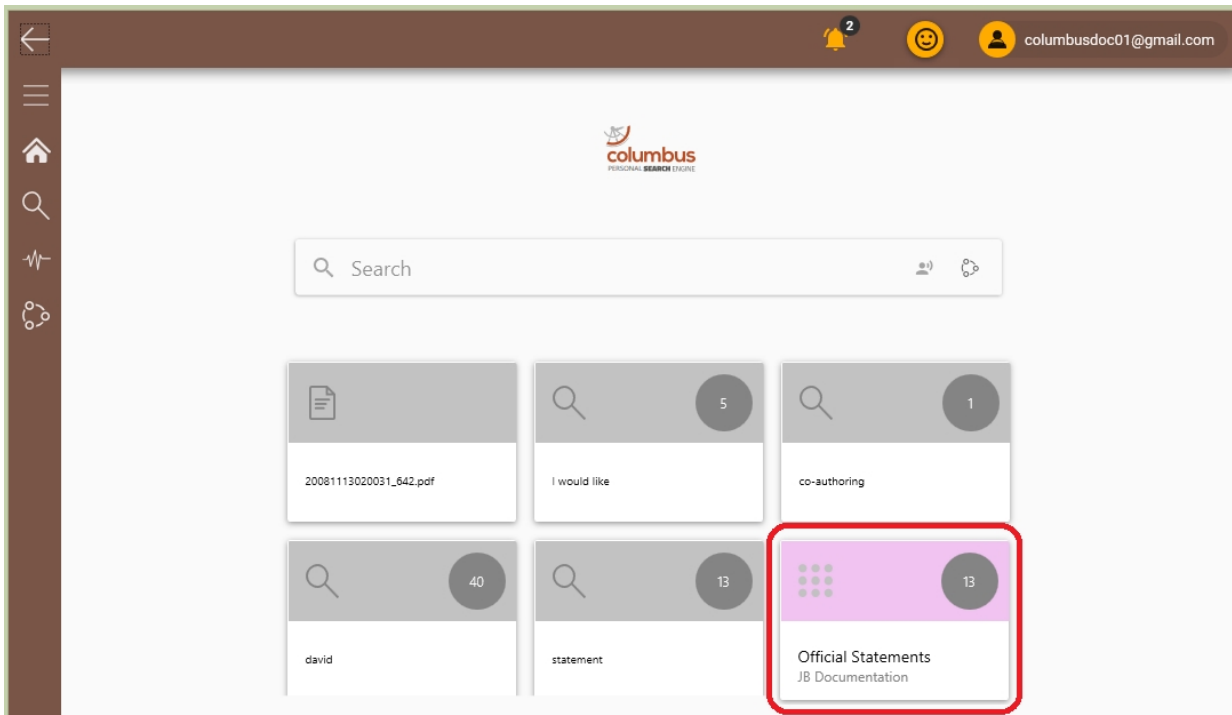 2
columbusdoc01@gmail.com
columbus
PERSONAL SEARCH ENGINE
Search
5
1
20081113020031_642.pdf
I would like
co-authoring
40
13
13
david
statement
Official Statements
JB Documentation